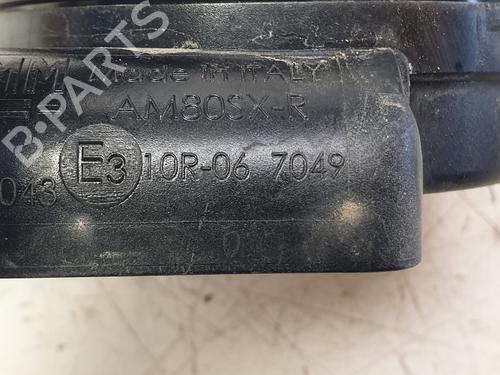 Made in ITALY
AM80SX-R
043 E3 10R-06 7049
B-PARTS